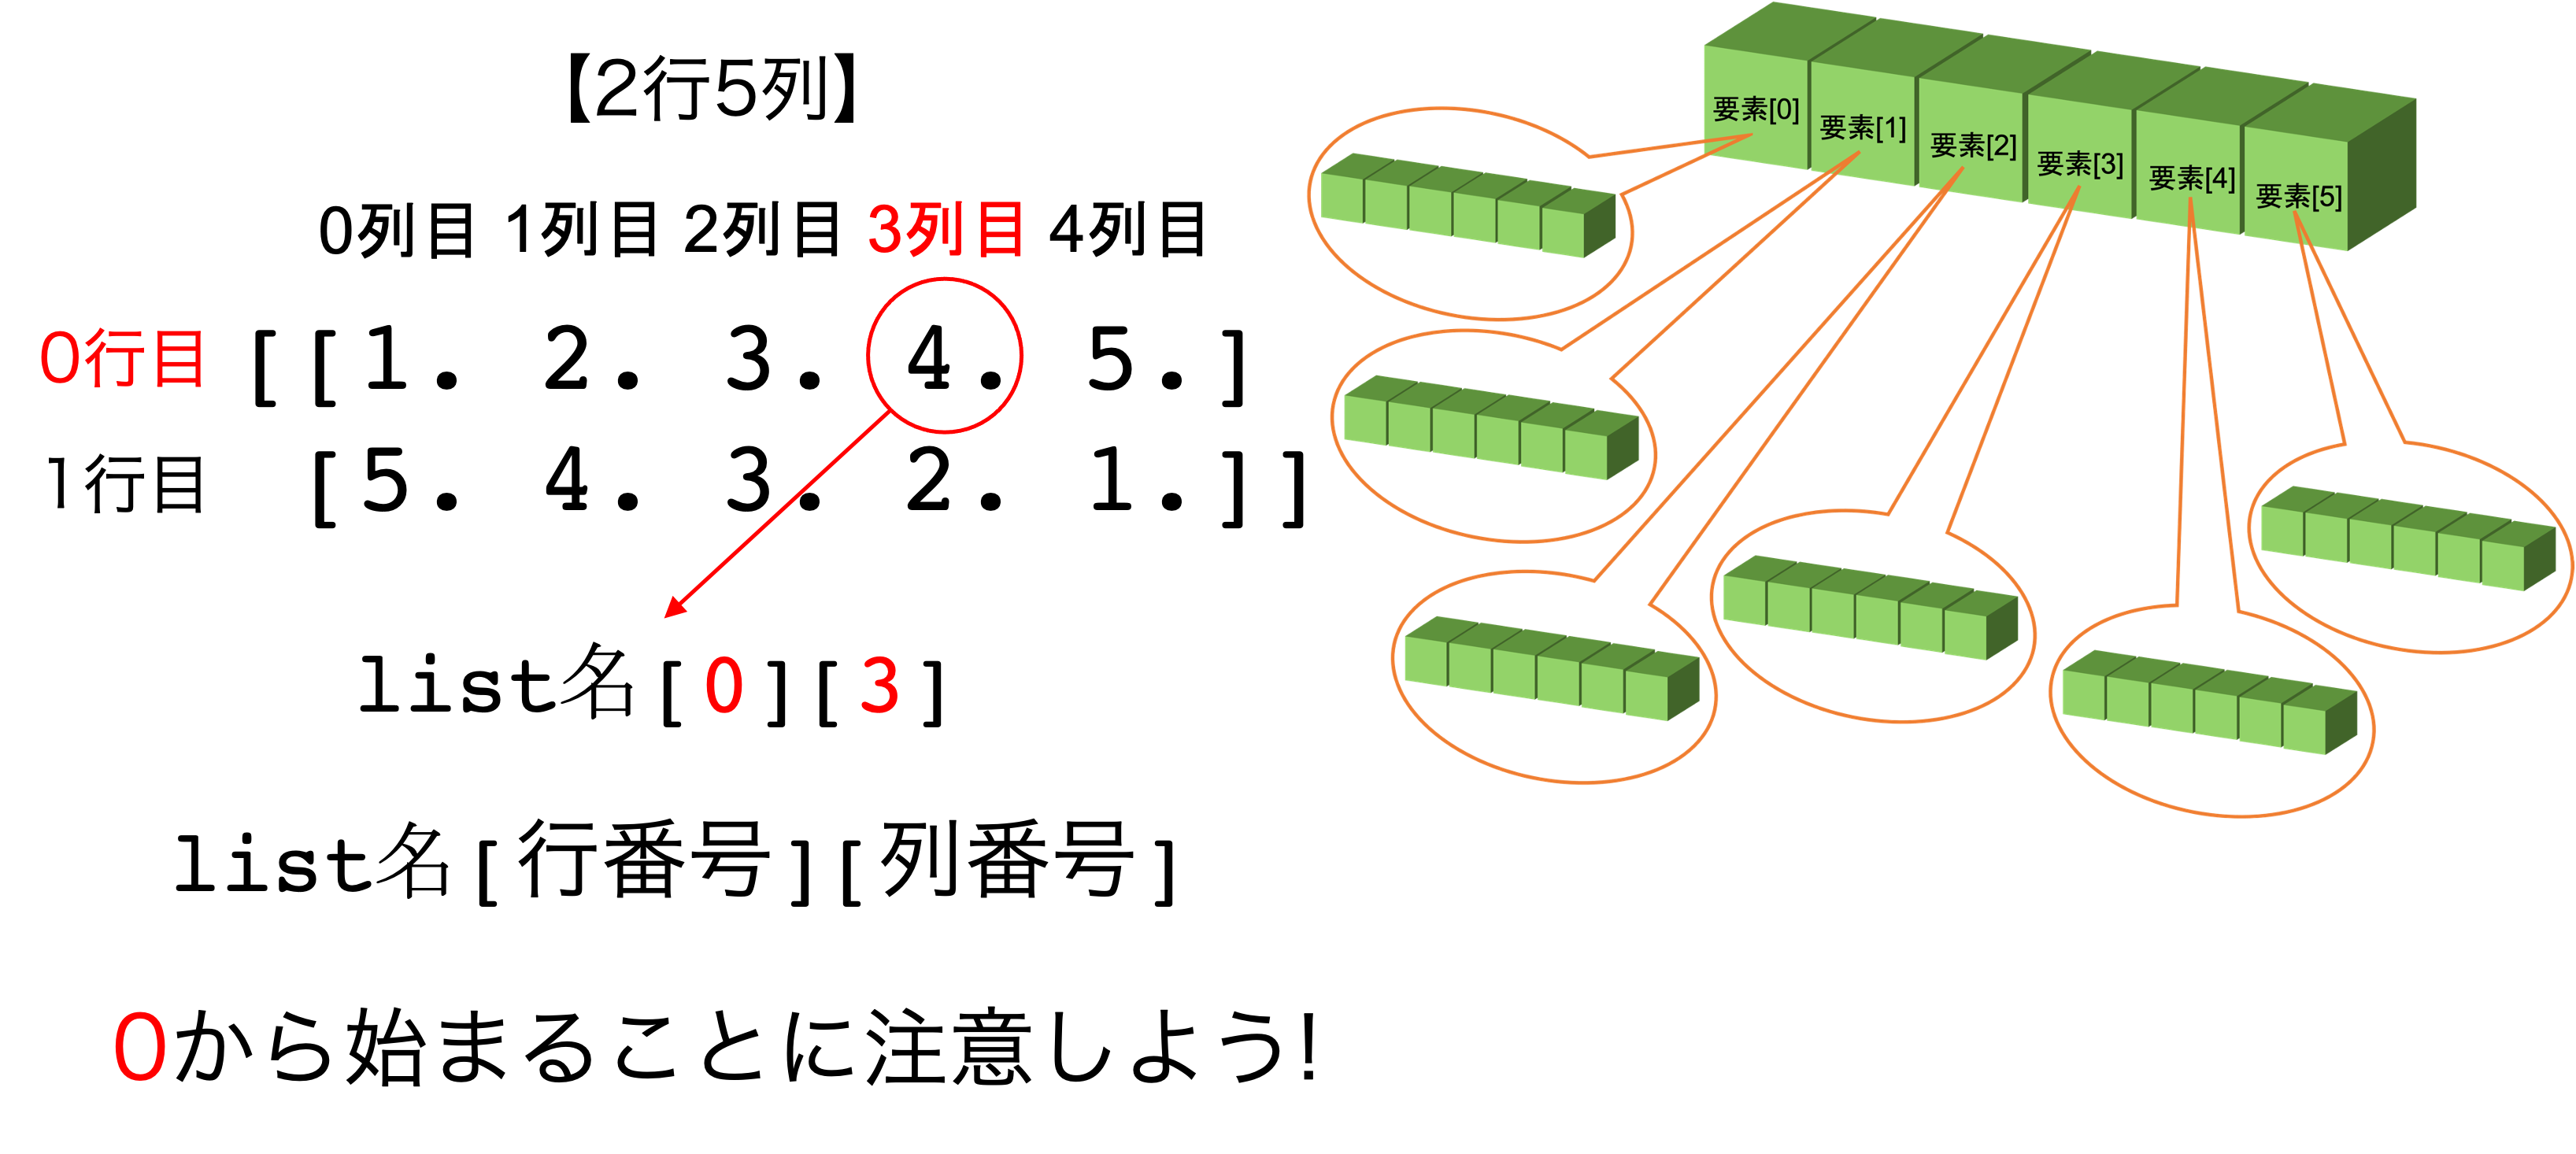 【2行5列】
0列目 1列目 2列目 3列目 4列目
0行目 [[1. 2. 3. 4. 5.]
1行目 [5. 4. 3. 2. 1.]]
list名[0][3]
list名[行番号][列番号]
0から始まることに注意しよう!
要素[0]
要素[1]
要素[2]
要素[3]
要素[4]
要素[5]